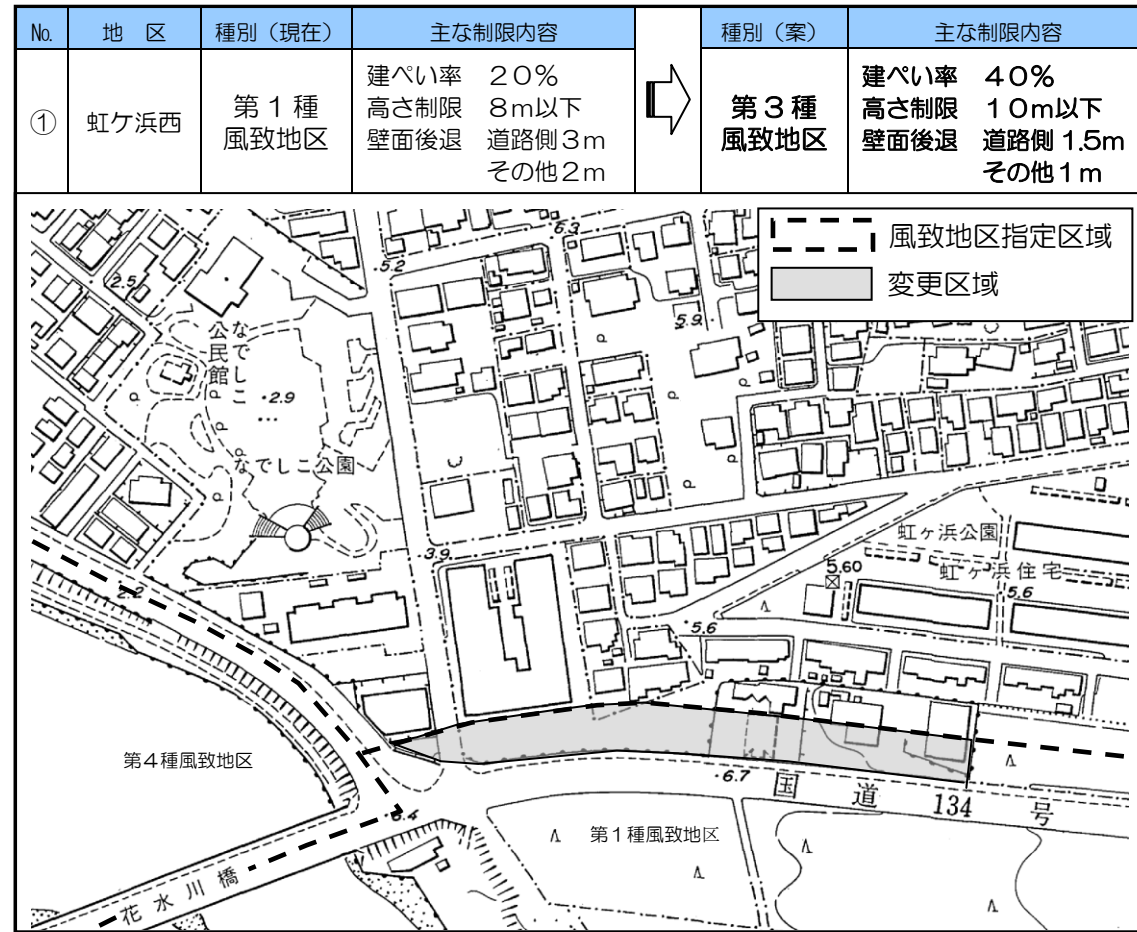 No. 地 区 種別（現在） 主な制限内容 種別（案） 主な制限内容
① 虹ケ浜西
第１種
風致地区
建ぺい率 ２０％
高さ制限 ８ｍ以下
壁面後退 道路側３ｍ
その他２ｍ
第３種
風致地区
建ぺい率 ４０％
高さ制限 １０ｍ以下
壁面後退 道路側 1.5m
その他１ｍ
風致地区指定区域
変更区域
5.3
5.2
2.5
5.9
なでしこ
公民館
2.9
なでしこ公園
3.9
虹ヶ浜公園
5.60
虹ヶ浜住宅
5.6
2.2
5.6
第４種風致地区
6.7
国道 134 号
6.4
第１種風致地区
花水川橋